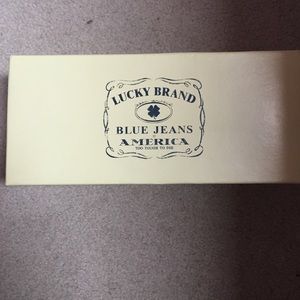 LUCKY BRAND
BLUE JEANS
AMERICA
TOO TOUGH TO DIE